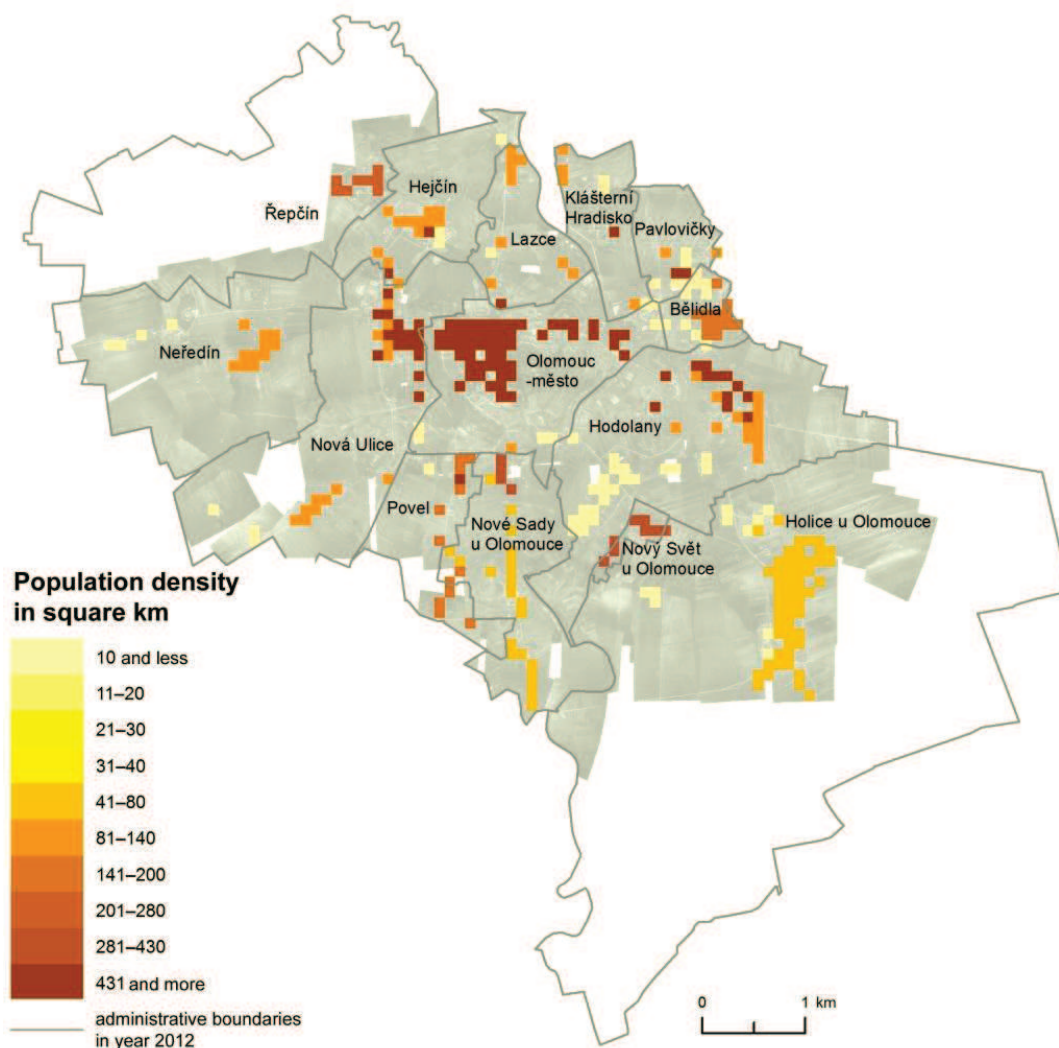 Hejčín
Řepčín
Klášterní
Hradisko
Lazce
Pavlovičky
Bělidla
Neředín
Olomouc
-město
Hodolany
Nová Ulice
Povel
Nové Sady
u Olomouce
Holice u Olomouce
Nový Svět
u Olomouce
Population density
in square km
10 and less
11–20
21–30
31–40
41–80
81–140
141–200
201–280
281–430
431 and more
administrative boundaries
in year 2012
0 1 km